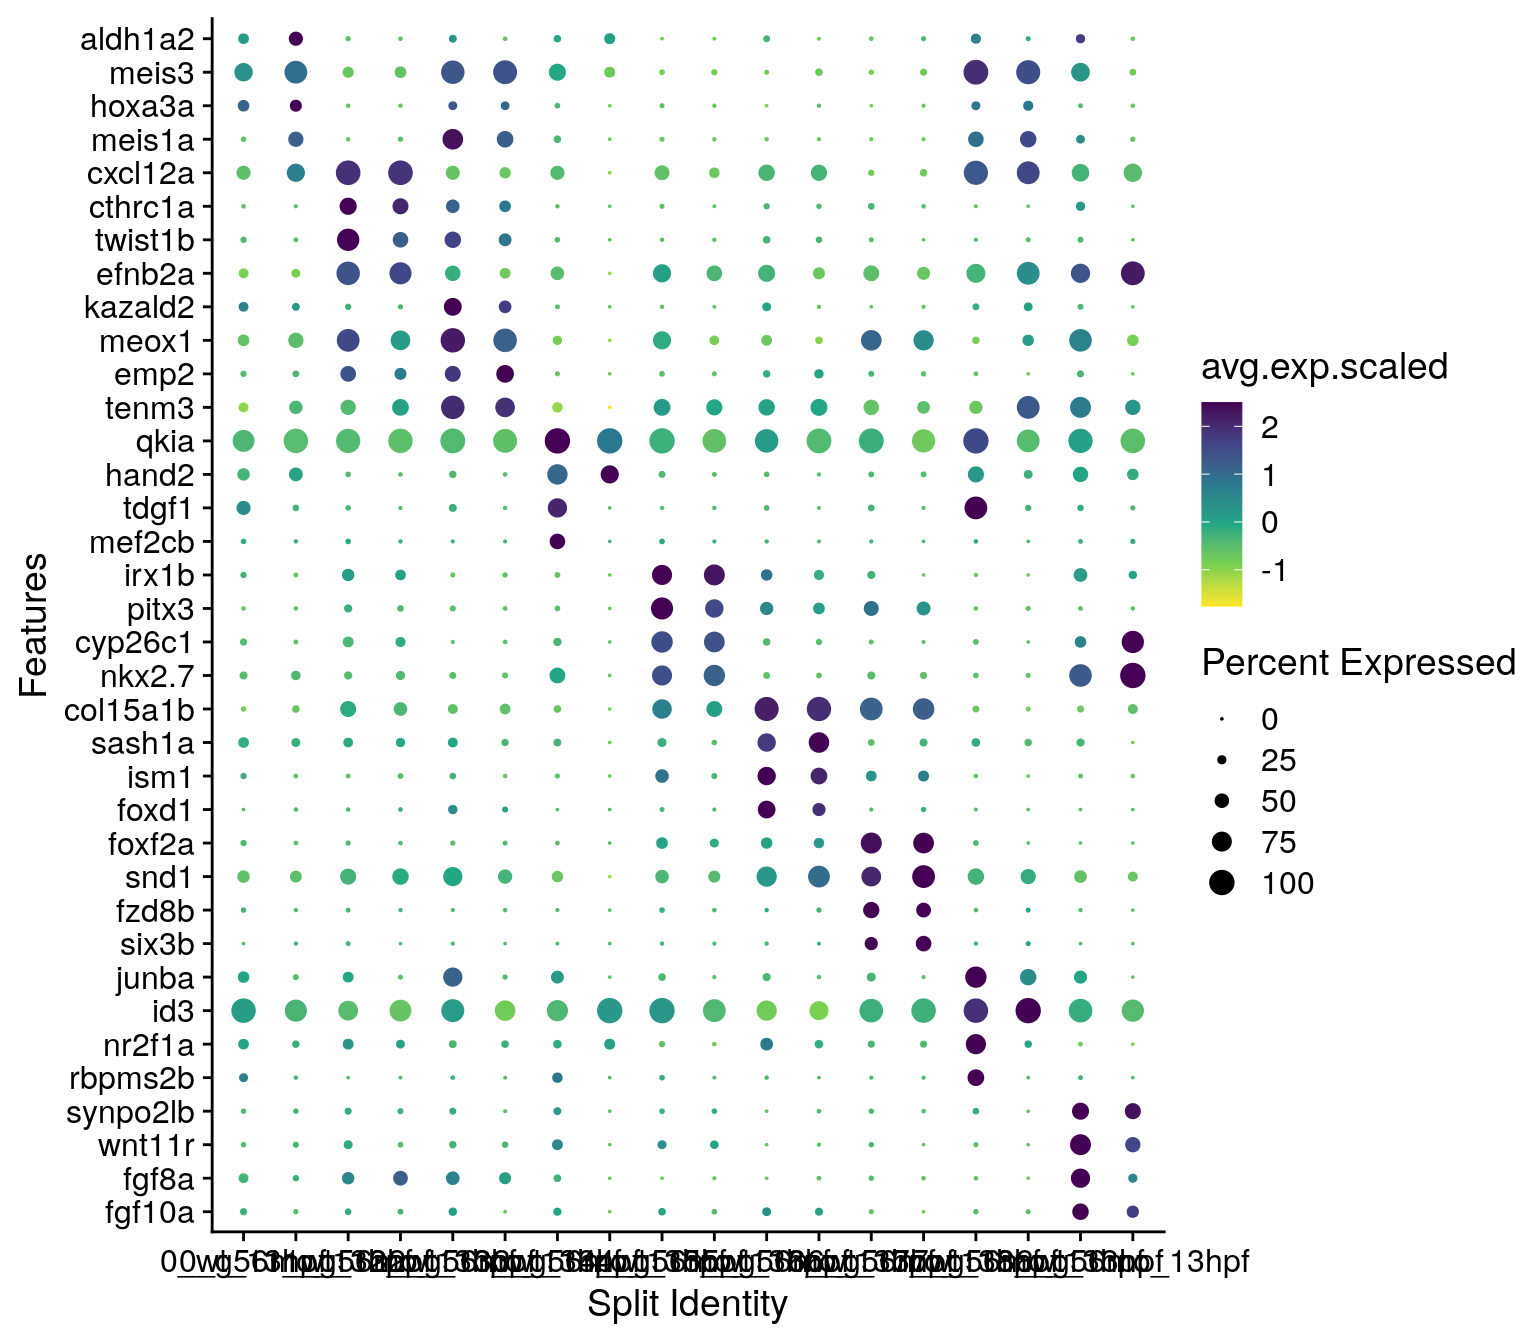 aldh1a2
meis3
hoxa3a
meis1a
cxcl12a
cthrc1a
twist1b
efnb2a
kazald2
meox1
emp2
tenm3
qkia
hand2
tdgf1
mef2cb
irx1b
pitx3
cyp26c1
nkx2.7
col15a1b
sash1a
ism1
foxd1
foxf2a
snd1
fzd8b
six3b
junba
id3
nr2f1a
rbpms2b
synpo2lb
wnt11r
fgf8a
fgf10a
Features
Split Identity
avg.exp.scaled
2
1
0
-1
Percent Expressed
0
25
50
75
100